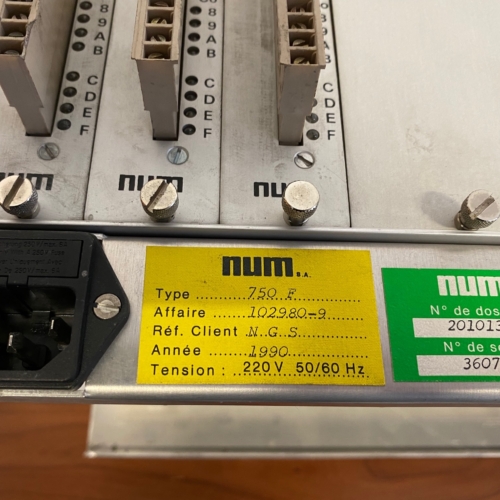 8
9
A
B
C
D
E
F
num
8
9
A
B
C
D
E
F
num
8
9
A
B
C
D
E
F
nu
num S.A.
Type 750 F
Affaire 102980-9
Réf. Client N.G.S
Année 1990
Tension : 220 V 50/60 Hz
num
N° de dos
201013
N° de s
3607